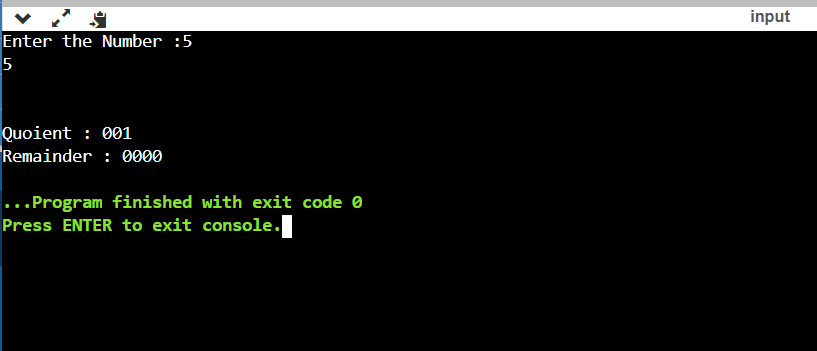 input
Enter the Number :5
5
Quoient : 001
Remainder : 0000
...Program finished with exit code 0
Press ENTER to exit console.